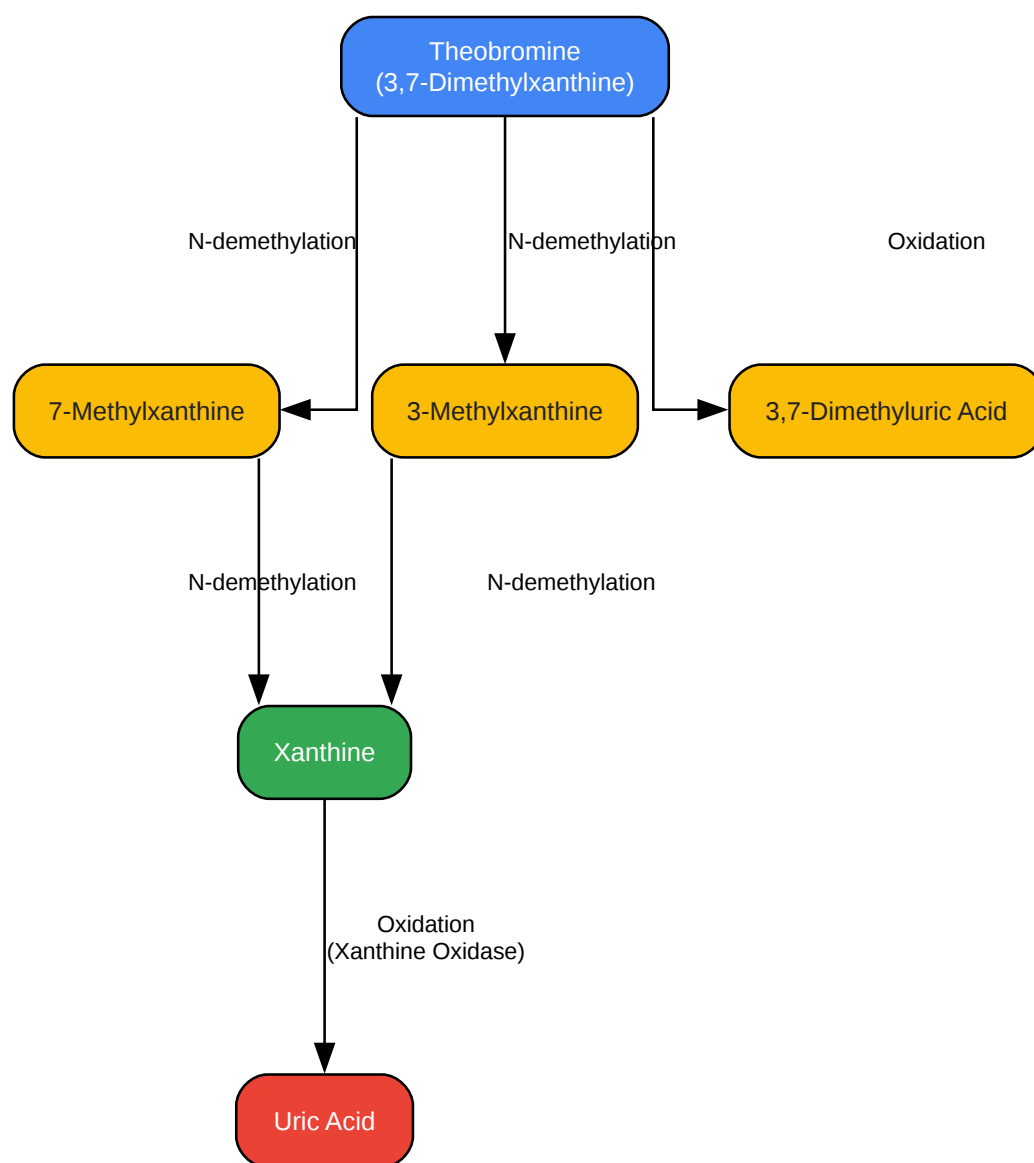 Theobromine
(3,7-Dimethylxanthine)
N-demethylation
N-demethylation
Oxidation
7-Methylxanthine
3-Methylxanthine
3,7-Dimethyluric Acid
N-demethylation
N-demethylation
Xanthine
Oxidation
(Xanthine Oxidase)
Uric Acid